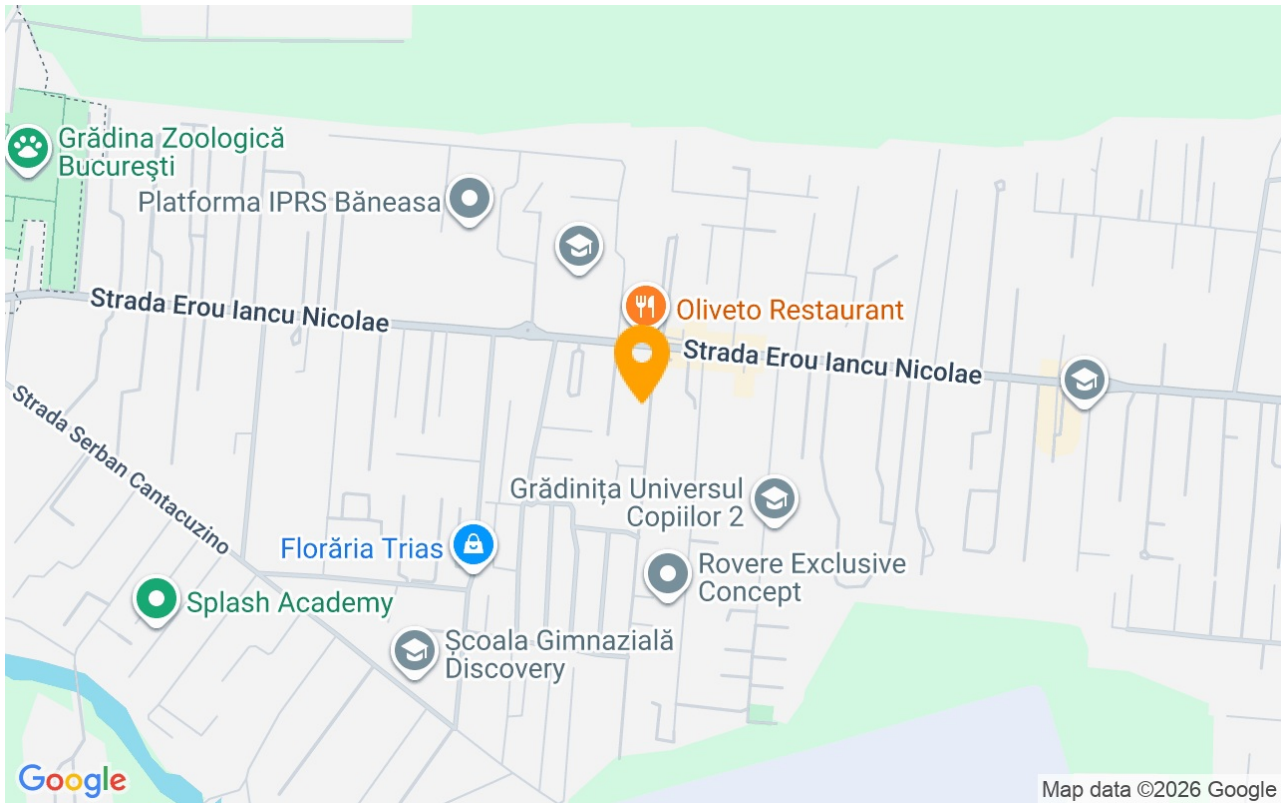 Grădina Zoologică
Bucureşti
Platforma IPRS Băneasa
Strada Erou Iancu Nicolae
Oliveto Restaurant
Strada Erou Iancu Nicolae
Strada Serban Cantacuzino
Grădinița Universul
Copiilor 2
Florăria Trias
Rovere Exclusive
Concept
Splash Academy
Școala Gimnazială
Discovery
Google
Map data ©2026 Google